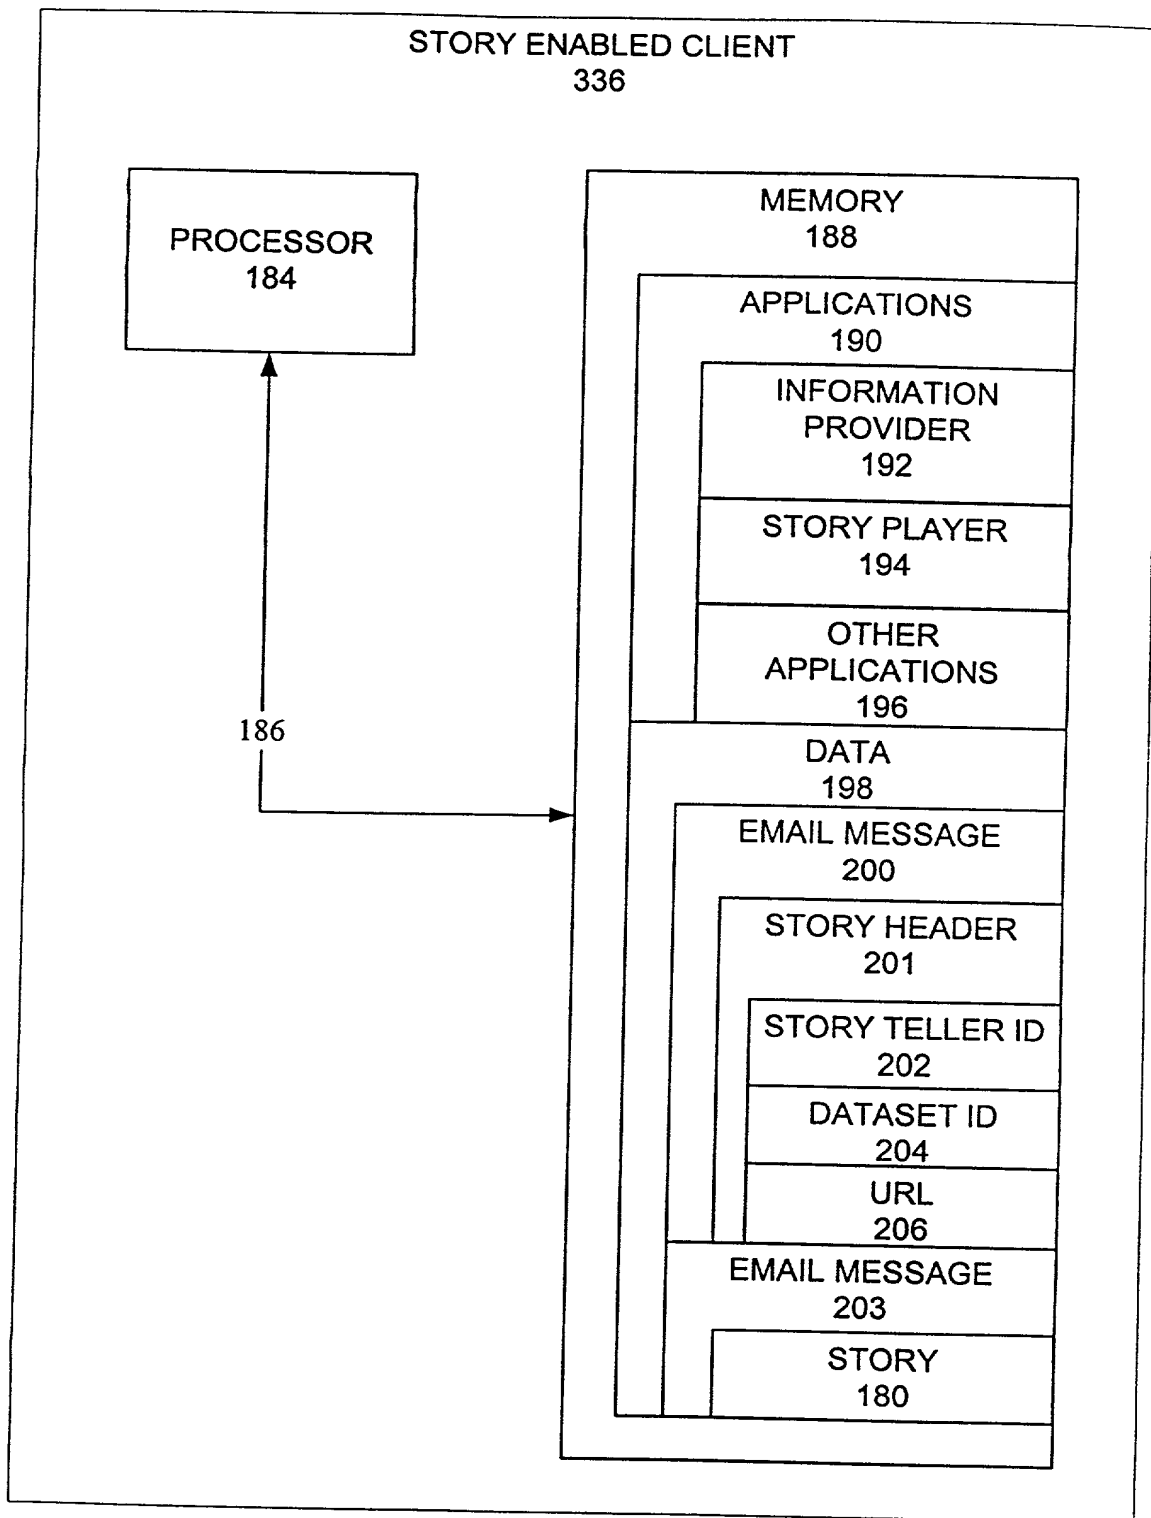 STORY ENABLED CLIENT
336
PROCESSOR
184
186
MEMORY
188
APPLICATIONS
190
INFORMATION
PROVIDER
192
STORY PLAYER
194
OTHER
APPLICATIONS
196
DATA
198
EMAIL MESSAGE
200
STORY HEADER
201
STORY TELLER ID
202
DATASET ID
204
URL
206
EMAIL MESSAGE
203
STORY
180